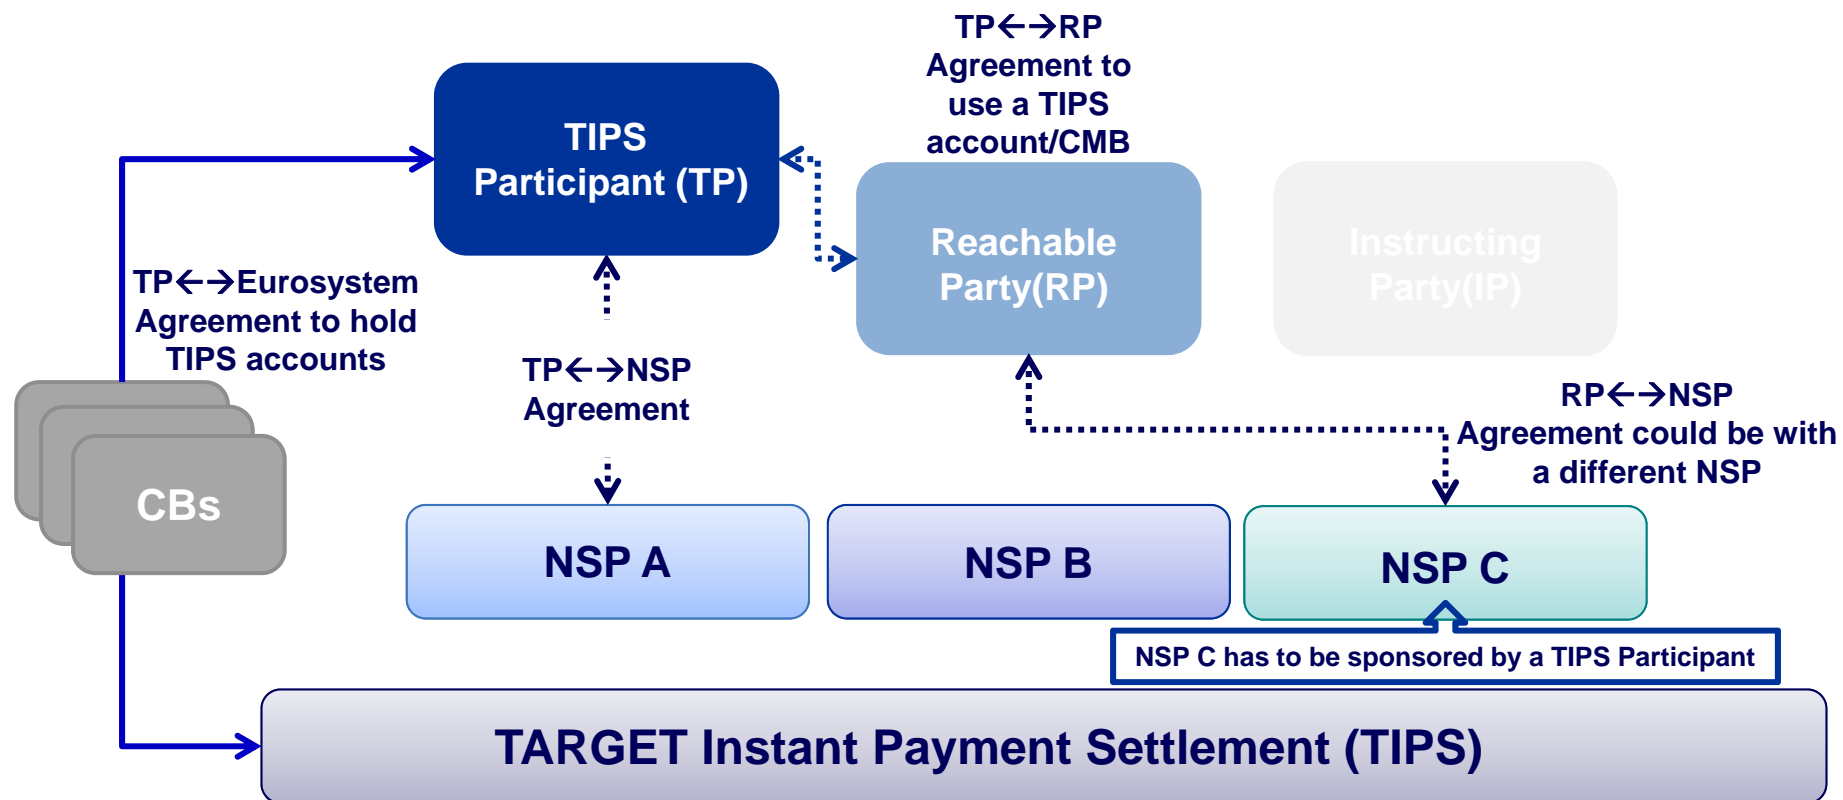 TP←→RP
Agreement to
use a TIPS
account/CMB
TIPS
Participant (TP)
Reachable
Party(RP)
Instructing
Party(IP)
TP←→Eurosystem
Agreement to hold
TIPS accounts
TP←→NSP
Agreement
RP←→NSP
Agreement could be with
a different NSP
CBs
NSP A
NSP B
NSP C
NSP C has to be sponsored by a TIPS Participant
TARGET Instant Payment Settlement (TIPS)